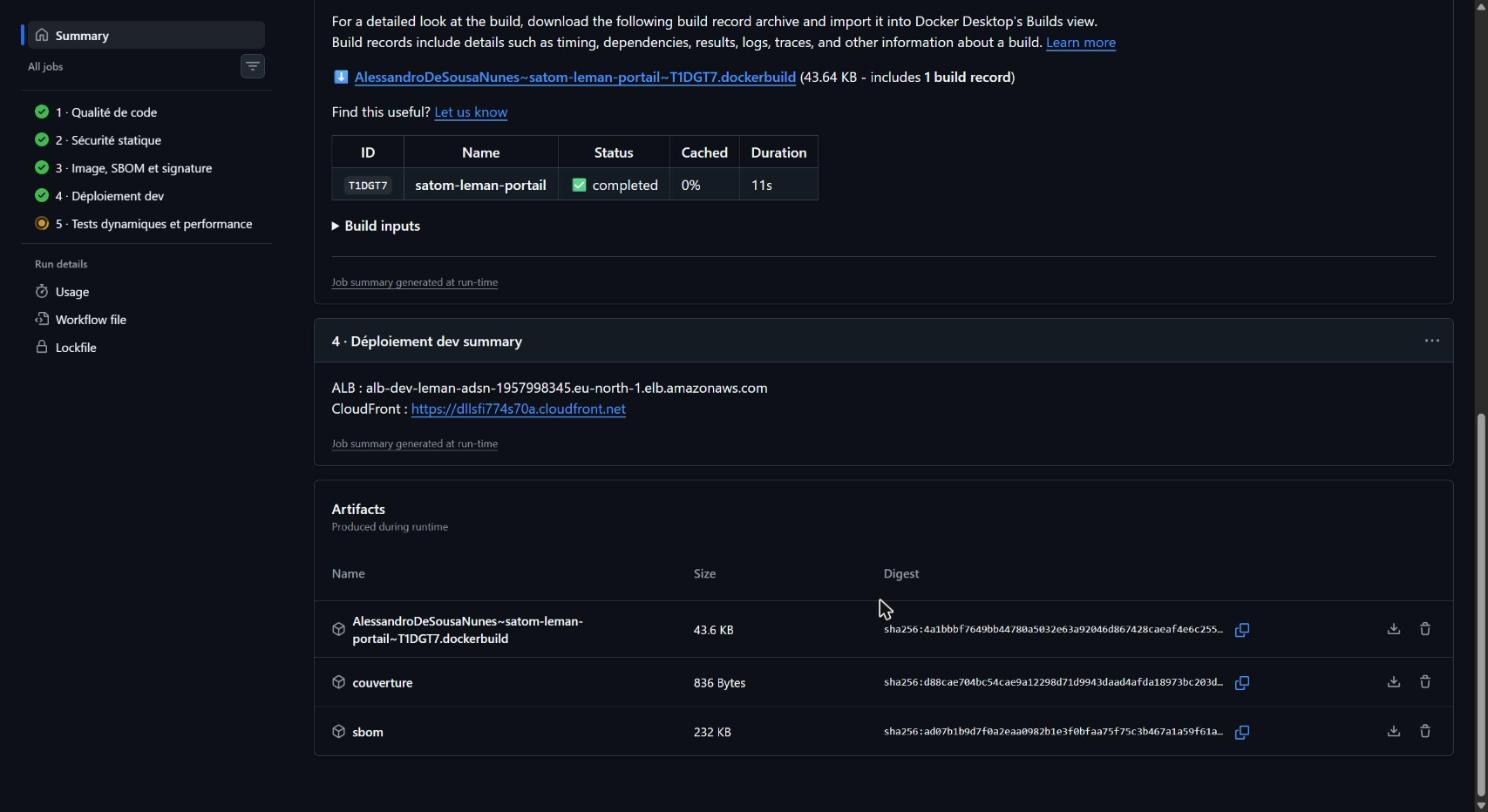 Summary
All jobs
1 · Qualité de code
2 · Sécurité statique
3 · Image, SBOM et signature
4 · Déploiement dev
5 · Tests dynamiques et performance
Run details
Usage
Workflow file
Lockfile
For a detailed look at the build, download the following build record archive and import it into Docker Desktop's Builds view.
Build records include details such as timing, dependencies, results, logs, traces, and other information about a build. Learn more
AlessandroDeSousaNunes~satom-leman-portail~T1DGT7.dockerbuild (43.64 KB - includes 1 build record)
Find this useful? Let us know
ID Name Status Cached Duration
T1DGT7 satom-leman-portail completed 0% 11s
Build inputs
Job summary generated at run-time
4 · Déploiement dev summary
ALB : alb-dev-leman-adsn-1957998345.eu-north-1.elb.amazonaws.com
CloudFront : https://dllsfi774s70a.cloudfront.net
Job summary generated at run-time
Artifacts
Produced during runtime
Name Size Digest
AlessandroDeSousaNunes~satom-leman-
portail~T1DGT7.dockerbuild 43.6 KB sha256:4a1bbbf7649bb44780a5032e63a92046d867428caeaf4e6c255…
couverture 836 Bytes sha256:d88cae704bc54cae9a12298d71d9943daad4afda18973bc203d…
sbom 232 KB sha256:ad07b1b9d7f0a2eaa0982b1e3f0bfaa75f75c3b467a1a59f61a…